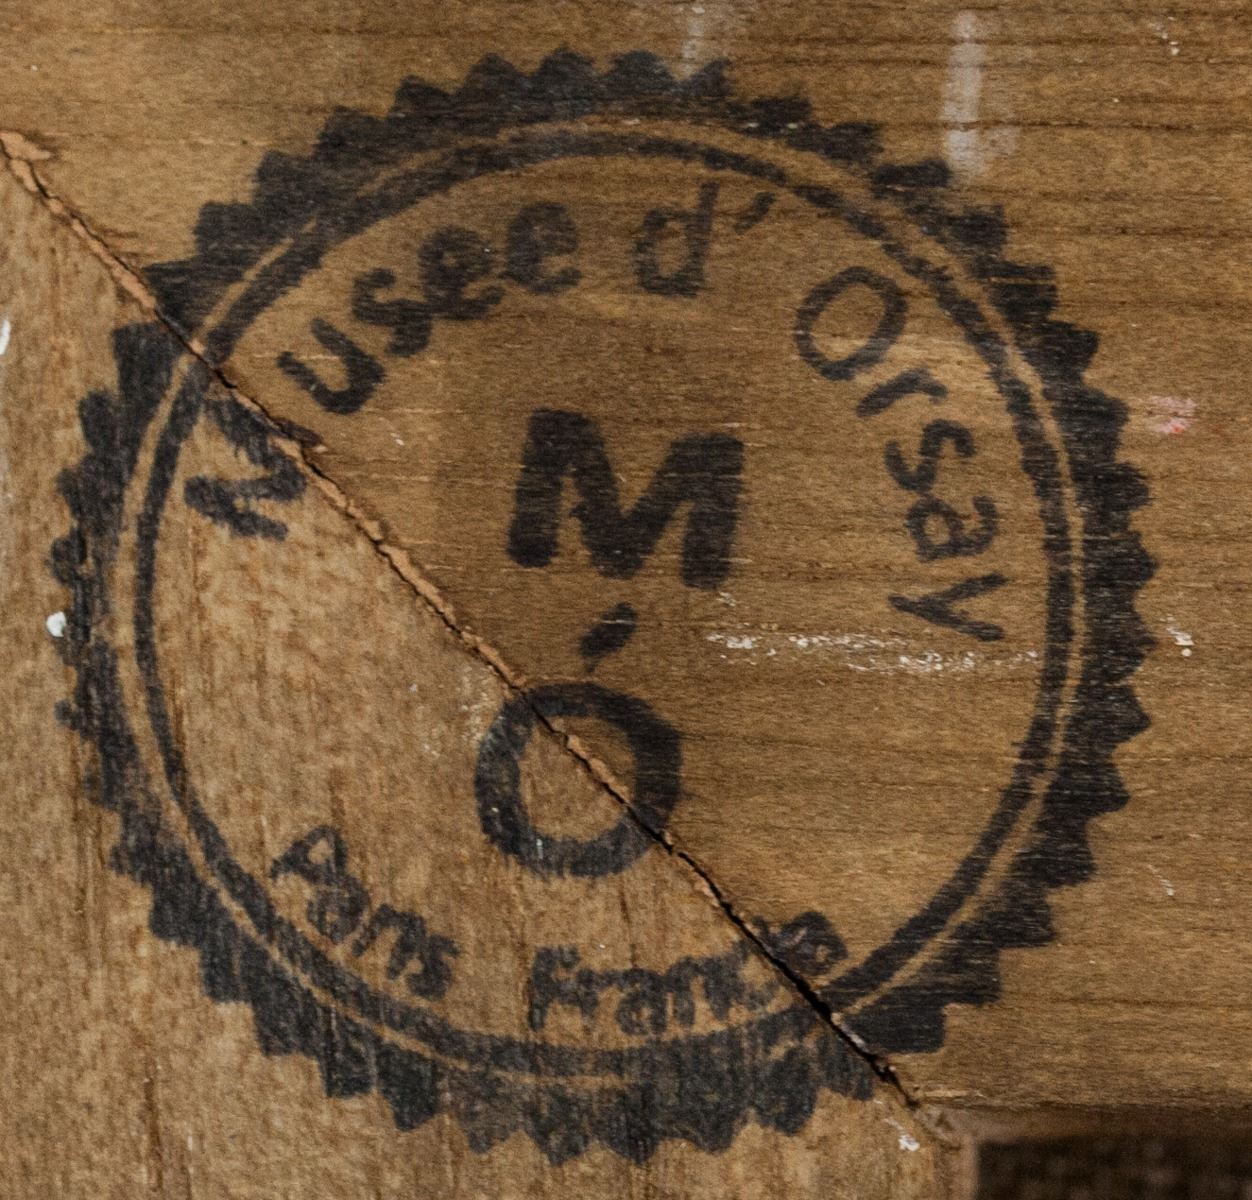 Musee d' Orsay
M
Ó
Paris France